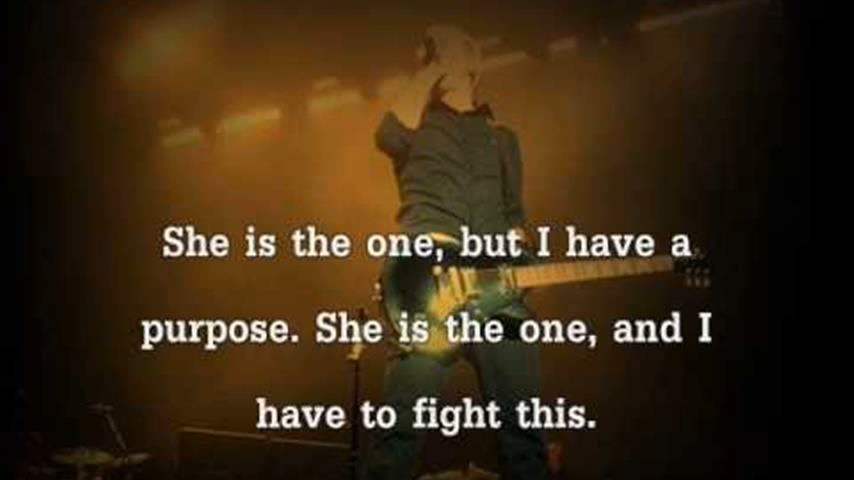 She is the one, but I have a
purpose. She is the one, and I
have to fight this.